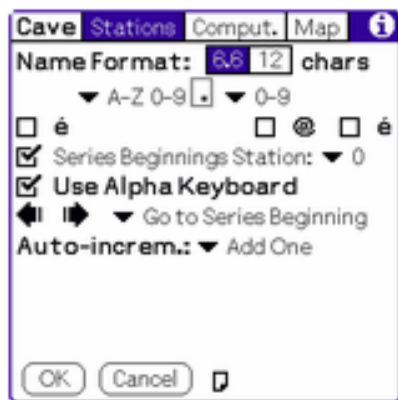 Cave Stations Comput. Map i
Name Format: 6.6 12 chars
A-Z 0-9 . 0-9
é @ é
Series Beginnings Station: 0
Use Alpha Keyboard
Go to Series Beginning
Auto-increm.: Add One
OK Cancel